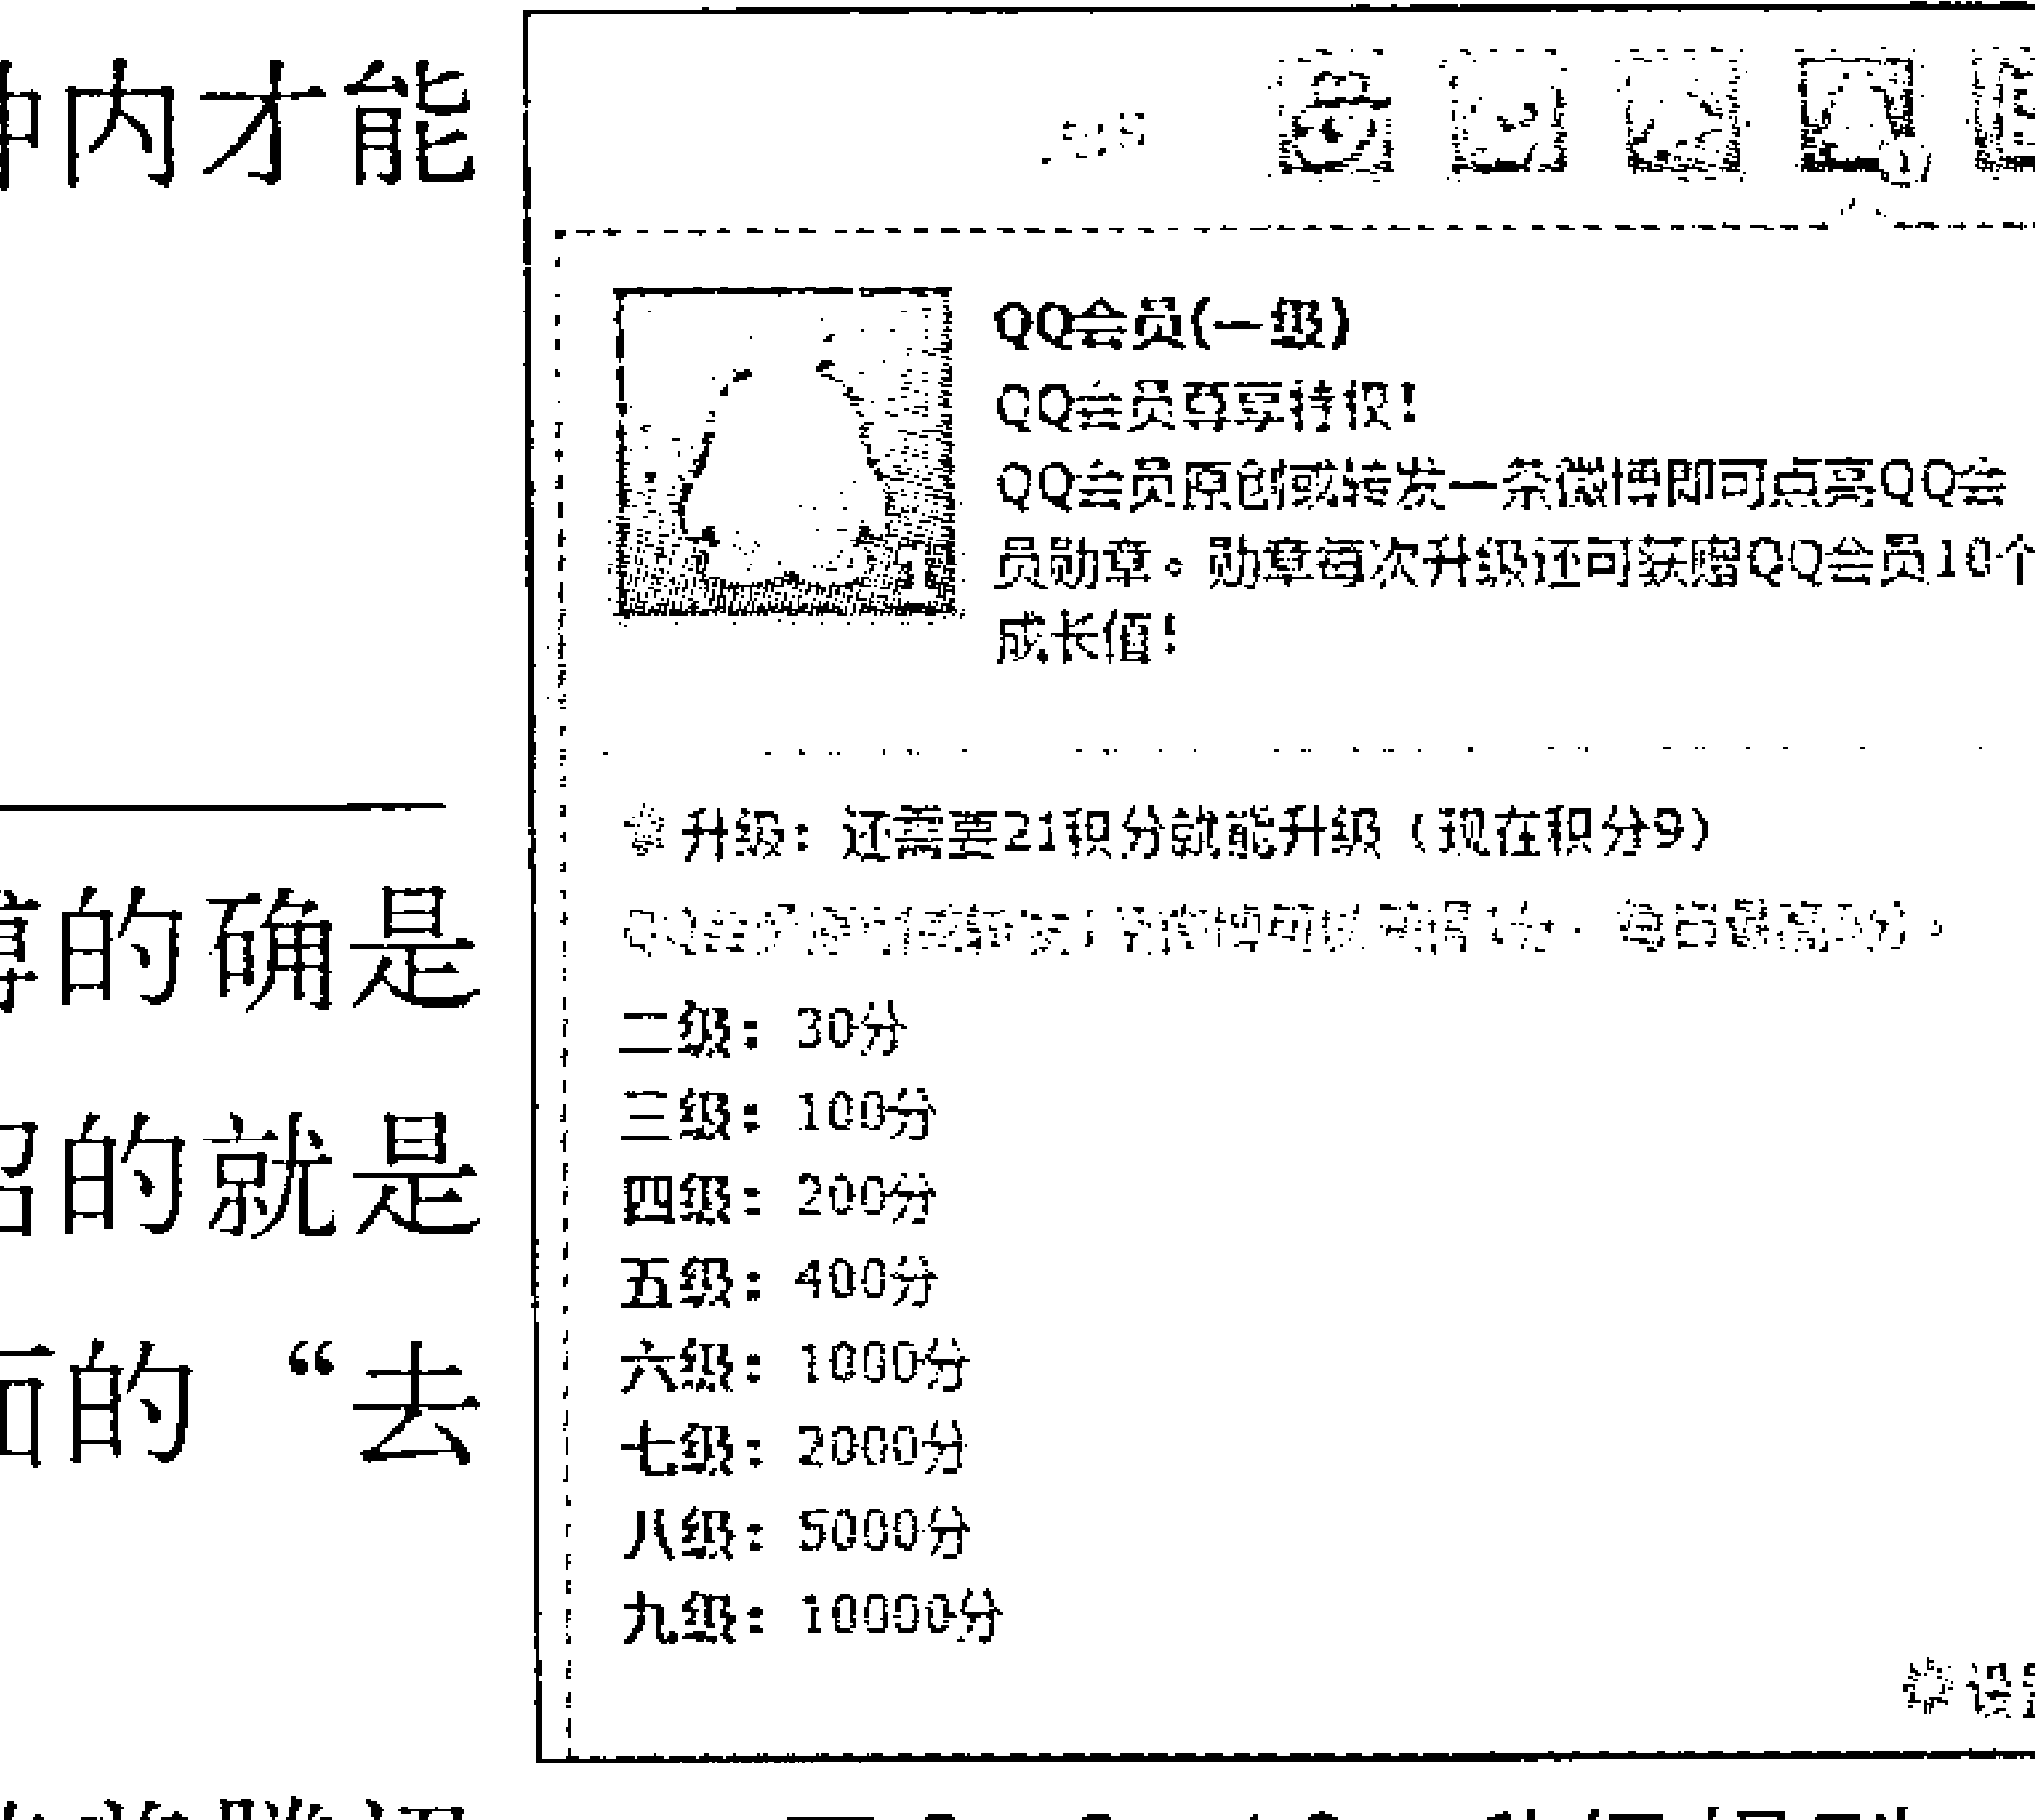 内才能
的确是
的就是
的“去
QQ会员(一级)
QQ会员尊享特权!
QQ会员原创或转发一条微博即可点亮QQ会
员勋章。勋章每次升级还可获赠QQ会员10个
成长值!
升级: 还需要21积分就能升级 (现在积分9)
二级: 30分
三级: 100分
四级: 200分
五级: 400分
六级: 1000分
七级: 2000分
八级: 5000分
九级: 10000分